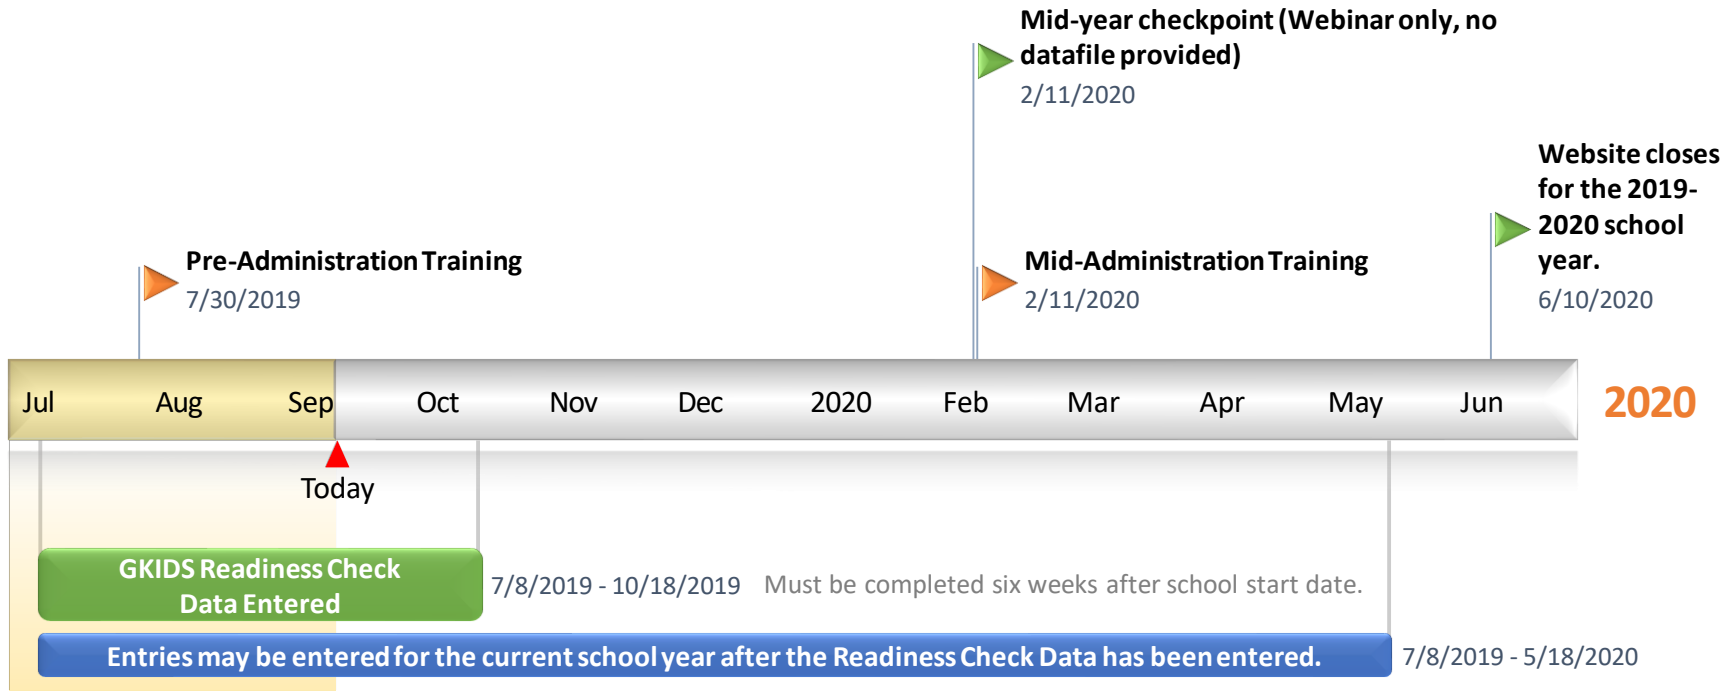 Mid-year checkpoint (Webinar only, no
datafile provided)
2/11/2020
Website closes
for the 2019-
2020 school
year.
6/10/2020
Pre-Administration Training
7/30/2019
Mid-Administration Training
2/11/2020
Jul Aug Sep Oct Nov Dec 2020 Feb Mar Apr May Jun 2020
Today
GKIDS Readiness Check
Data Entered
7/8/2019 - 10/18/2019 Must be completed six weeks after school start date.
Entries may be entered for the current school year after the Readiness Check Data has been entered. 7/8/2019 - 5/18/2020